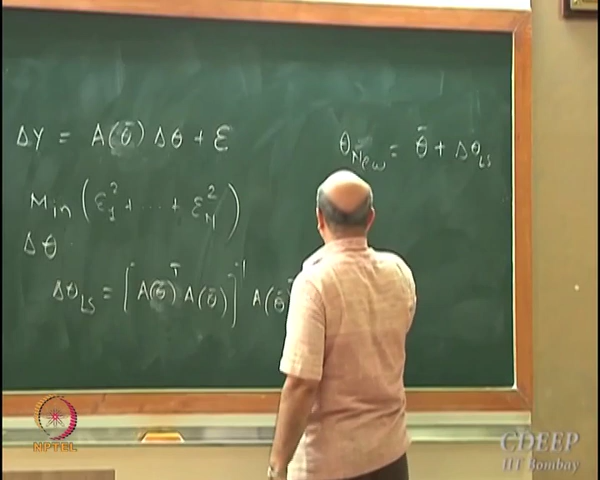 ΔY = A(θ̄) Δθ + ε
Min (ε₁² + ··· + ε_N²)
Δθ
Δθ_LS = [A(θ̄)ᵀ A(θ̄)]⁻¹ A(θ̄
θ_New = θ̄ + Δθ_LS
NPTEL
CDEEP
IIT Bombay